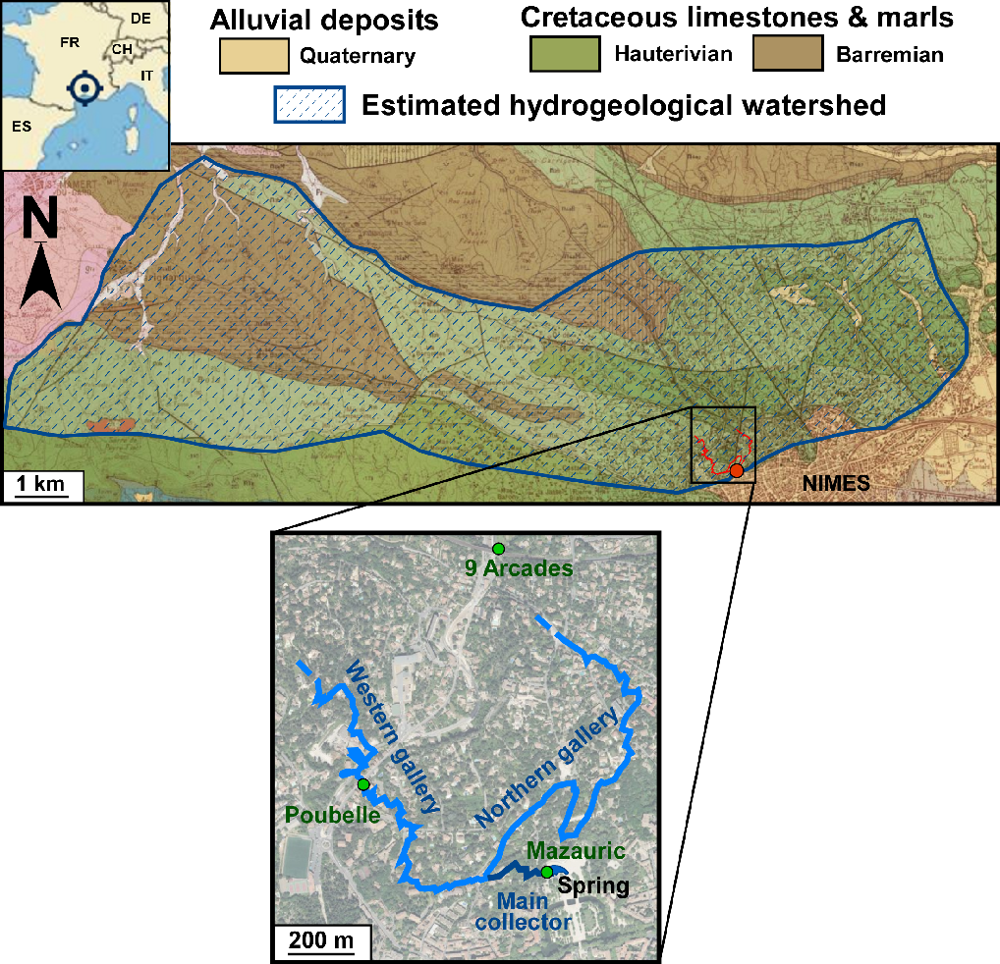 DE
FR
CH
IT
ES
Alluvial deposits
Quaternary
Cretaceous limestones & marls
Hauterivian
Barremian
Estimated hydrogeological watershed
N
1 km
NIMES
9 Arcades
Western gallery
Northern gallery
Poubelle
Mazauric
Spring
Main
collector
200 m